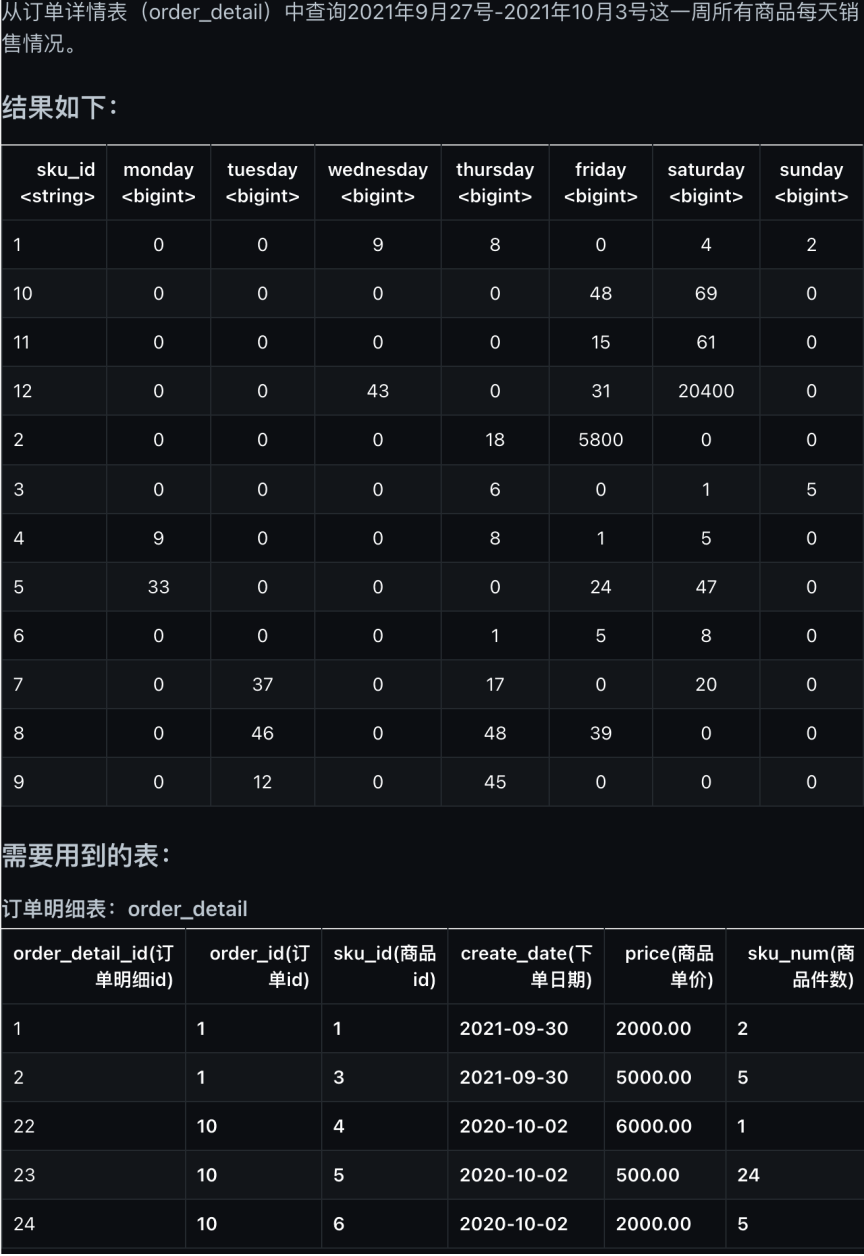 从订单详情表（order_detail）中查询2021年9月27号-2021年10月3号这一周所有商品每天销
售情况。
结果如下：
sku_id monday tuesday wednesday thursday friday saturday sunday
<string> <bigint> <bigint> <bigint> <bigint> <bigint> <bigint> <bigint>
1 0 0 9 8 0 4 2
10 0 0 0 0 48 69 0
11 0 0 0 0 15 61 0
12 0 0 43 0 31 20400 0
2 0 0 0 18 5800 0 0
3 0 0 0 6 0 1 5
4 9 0 0 8 1 5 0
5 33 0 0 0 24 47 0
6 0 0 0 1 5 8 0
7 0 37 0 17 0 20 0
8 0 46 0 48 39 0 0
9 0 12 0 45 0 0 0
需要用到的表：
订单明细表：order_detail
order_detail_id(订 order_id(订 sku_id(商品 create_date(下 price(商品 sku_num(商
单明细id) 单id) id) 单日期) 单价) 品件数)
1 1 1 2021-09-30 2000.00 2
2 1 3 2021-09-30 5000.00 5
22 10 4 2020-10-02 6000.00 1
23 10 5 2020-10-02 500.00 24
24 10 6 2020-10-02 2000.00 5